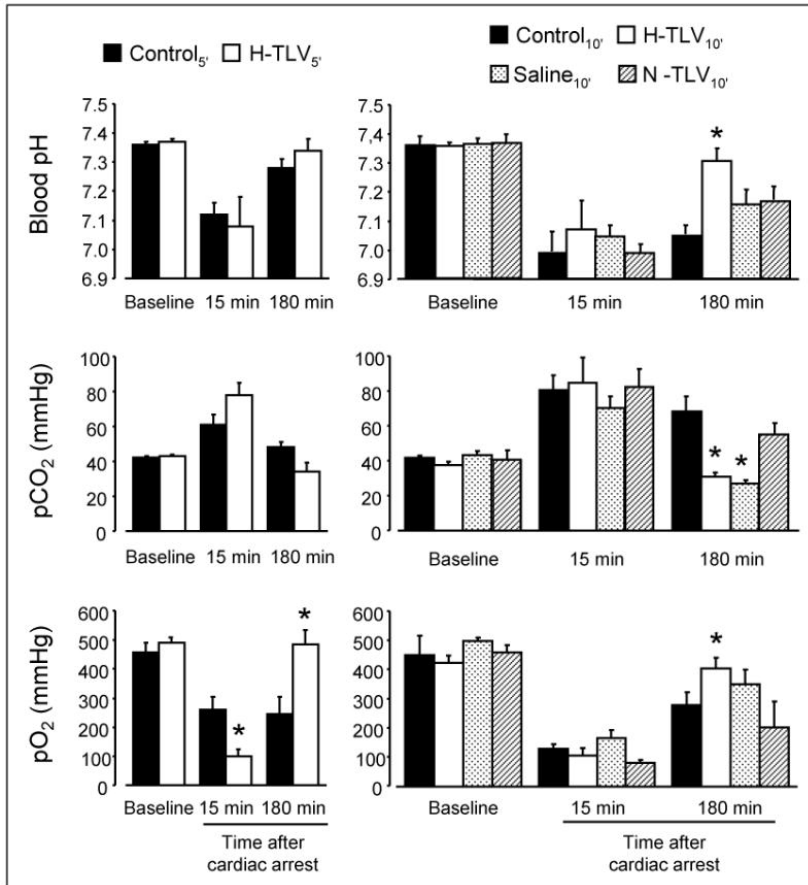 Control5' H-TLV5'
Control10' H-TLV10'
Saline10' N -TLV10'
Blood pH
7.5
7.4
7.3
7.2
7.1
7.0
6.9
Baseline 15 min 180 min
7.5
7,4
7.3
7.2
7.1
7.0
6.9
*
Baseline 15 min 180 min
pCO2 (mmHg)
100
80
60
40
20
0
Baseline 15 min 180 min
100
80
60
40
20
0
* *
Baseline 15 min 180 min
pO2 (mmHg)
600
500
400
300
200
100
0
* *
Baseline 15 min 180 min
Time after
cardiac arrest
600
500
400
300
200
100
0
*
Baseline 15 min 180 min
Time after
cardiac arrest